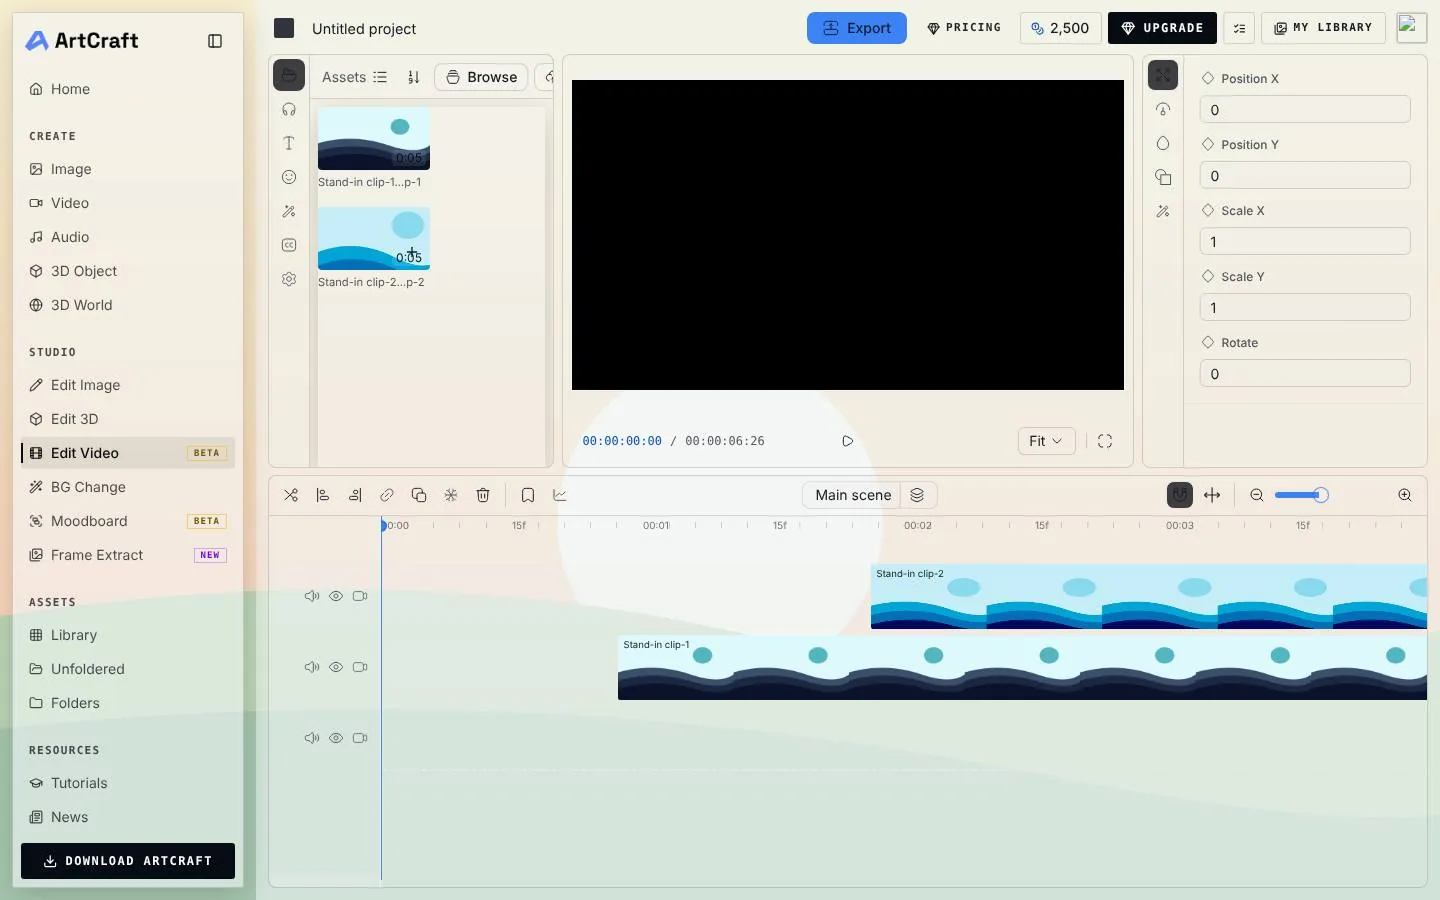 ArtCraft
Home
CREATE
Image
Video
Audio
3D Object
3D World
STUDIO
Edit Image
Edit 3D
Edit Video BETA
BG Change
Moodboard BETA
Frame Extract NEW
ASSETS
Library
Unfoldered
Folders
RESOURCES
Tutorials
News
DOWNLOAD ARTCRAFT
Untitled project
Export
PRICING
2,500
UPGRADE
MY LIBRARY
Assets
Browse
0:05
Stand-in clip-1...p-1
0:05
Stand-in clip-2...p-2
00:00:00:00 / 00:00:06:26
Fit
Position X
0
Position Y
0
Scale X
1
Scale Y
1
Rotate
0
Main scene
0:00 15f 00:01 15f 00:02 15f 00:03 15f
Stand-in clip-2
Stand-in clip-1